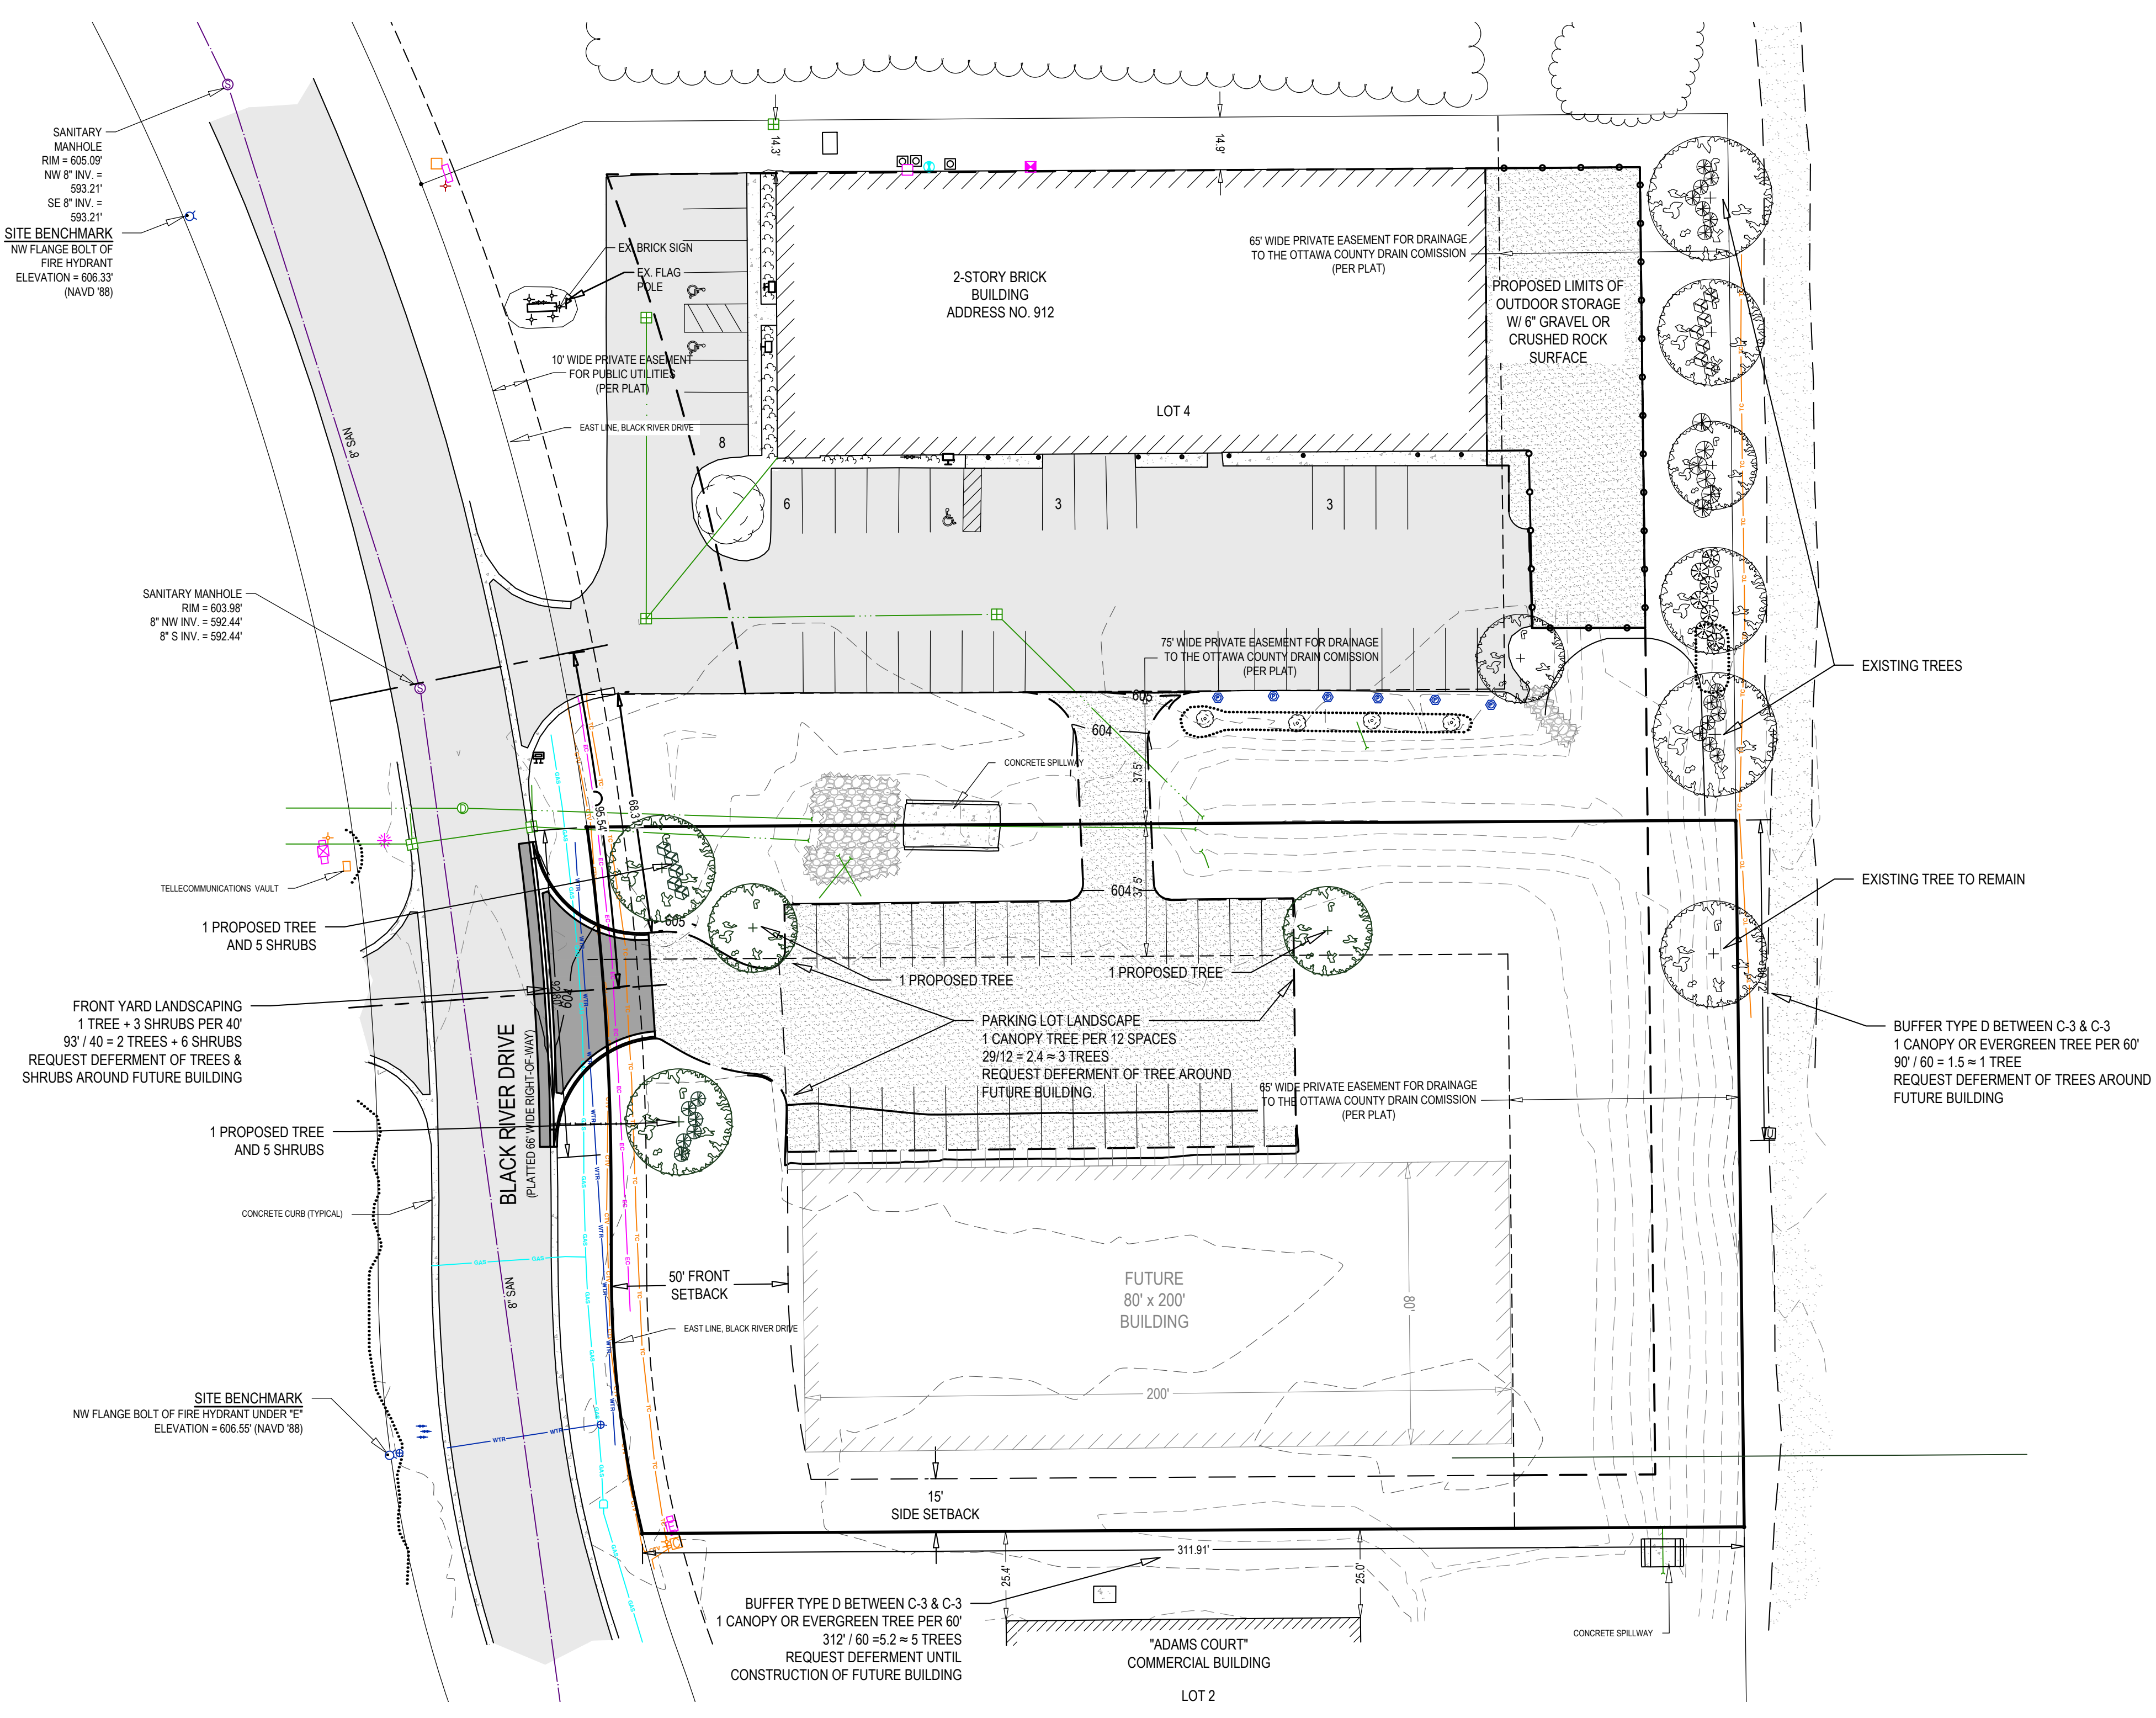 SANITARY
MANHOLE
RIM = 605.09'
NW 8" INV. =
593.21'
SE 8" INV. =
593.21'
SITE BENCHMARK
NW FLANGE BOLT OF
FIRE HYDRANT
ELEVATION = 606.33'
(NAVD '88)
8" SAN
14.3'
14.9'
EX. BRICK SIGN
EX. FLAG
POLE
10' WIDE PRIVATE EASEMENT
FOR PUBLIC UTILITIES
(PER PLAT)
EAST LINE, BLACK RIVER DRIVE
2-STORY BRICK
BUILDING
ADDRESS NO. 912
65' WIDE PRIVATE EASEMENT FOR DRAINAGE
TO THE OTTAWA COUNTY DRAIN COMISSION
(PER PLAT)
PROPOSED LIMITS OF
OUTDOOR STORAGE
W/ 6" GRAVEL OR
CRUSHED ROCK
SURFACE
LOT 4
8
6
3
3
SANITARY MANHOLE
RIM = 603.98'
8" NW INV. = 592.44'
8" S INV. = 592.44'
75' WIDE PRIVATE EASEMENT FOR DRAINAGE
TO THE OTTAWA COUNTY DRAIN COMISSION
(PER PLAT)
EXISTING TREES
605
604
CONCRETE SPILLWAY
37.5'
95.54'
68.3'
TELLECOMMUNICATIONS VAULT
604
37.5'
EXISTING TREE TO REMAIN
1 PROPOSED TREE
AND 5 SHRUBS
605
1 PROPOSED TREE
1 PROPOSED TREE
FRONT YARD LANDSCAPING
1 TREE + 3 SHRUBS PER 40'
93' / 40 = 2 TREES + 6 SHRUBS
REQUEST DEFERMENT OF TREES &
SHRUBS AROUND FUTURE BUILDING
604
PARKING LOT LANDSCAPE
1 CANOPY TREE PER 12 SPACES
29/12 = 2.4 ≈ 3 TREES
REQUEST DEFERMENT OF TREE AROUND
FUTURE BUILDING.
BUFFER TYPE D BETWEEN C-3 & C-3
1 CANOPY OR EVERGREEN TREE PER 60'
90' / 60 = 1.5 ≈ 1 TREE
REQUEST DEFERMENT OF TREES AROUND
FUTURE BUILDING
65' WIDE PRIVATE EASEMENT FOR DRAINAGE
TO THE OTTAWA COUNTY DRAIN COMISSION
(PER PLAT)
BLACK RIVER DRIVE
(PLATTED 66' WIDE RIGHT-OF-WAY)
1 PROPOSED TREE
AND 5 SHRUBS
CONCRETE CURB (TYPICAL)
GAS
GAS
8" SAN
50' FRONT
SETBACK
EAST LINE, BLACK RIVER DRIVE
FUTURE
80' x 200'
BUILDING
80'
200'
SITE BENCHMARK
NW FLANGE BOLT OF FIRE HYDRANT UNDER "E"
ELEVATION = 606.55' (NAVD '88)
WTR
WTR
15'
SIDE SETBACK
311.91'
25.4'
25.0'
BUFFER TYPE D BETWEEN C-3 & C-3
1 CANOPY OR EVERGREEN TREE PER 60'
312' / 60 =5.2 ≈ 5 TREES
REQUEST DEFERMENT UNTIL
CONSTRUCTION OF FUTURE BUILDING
"ADAMS COURT"
COMMERCIAL BUILDING
LOT 2
CONCRETE SPILLWAY